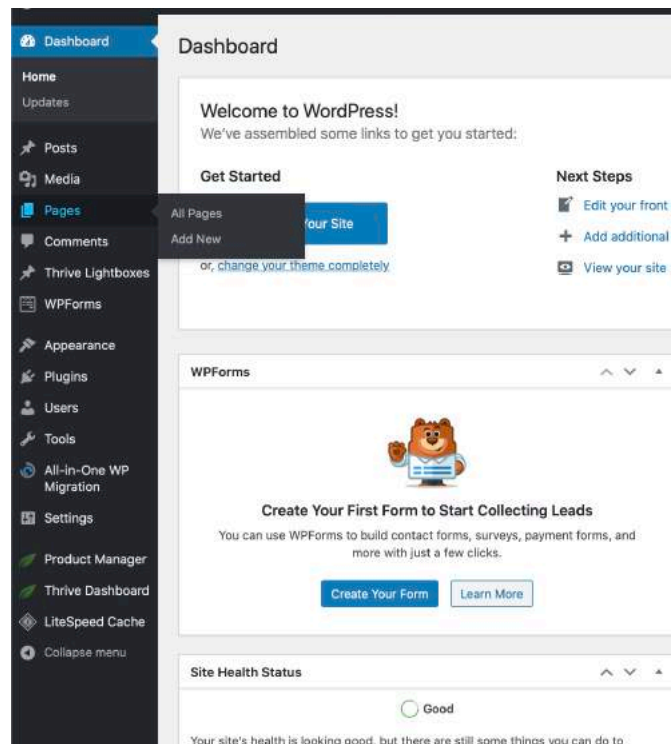 Dashboard
Home
Updates
Posts
Media
Pages
Comments
Thrive Lightboxes
WPForms
Appearance
Plugins
Users
Tools
All-in-One WP
Migration
Settings
Product Manager
Thrive Dashboard
LiteSpeed Cache
Collapse menu
All Pages
Add New
Dashboard
Welcome to WordPress!
We've assembled some links to get you started:
Get Started
our Site
or, change your theme completely
Next Steps
Edit your front
Add additional
View your site
WPForms
Create Your First Form to Start Collecting Leads
You can use WPForms to build contact forms, surveys, payment forms, and
more with just a few clicks.
Create Your Form
Learn More
Site Health Status
Good
Your site's health is looking good, but there are still some things you can do to